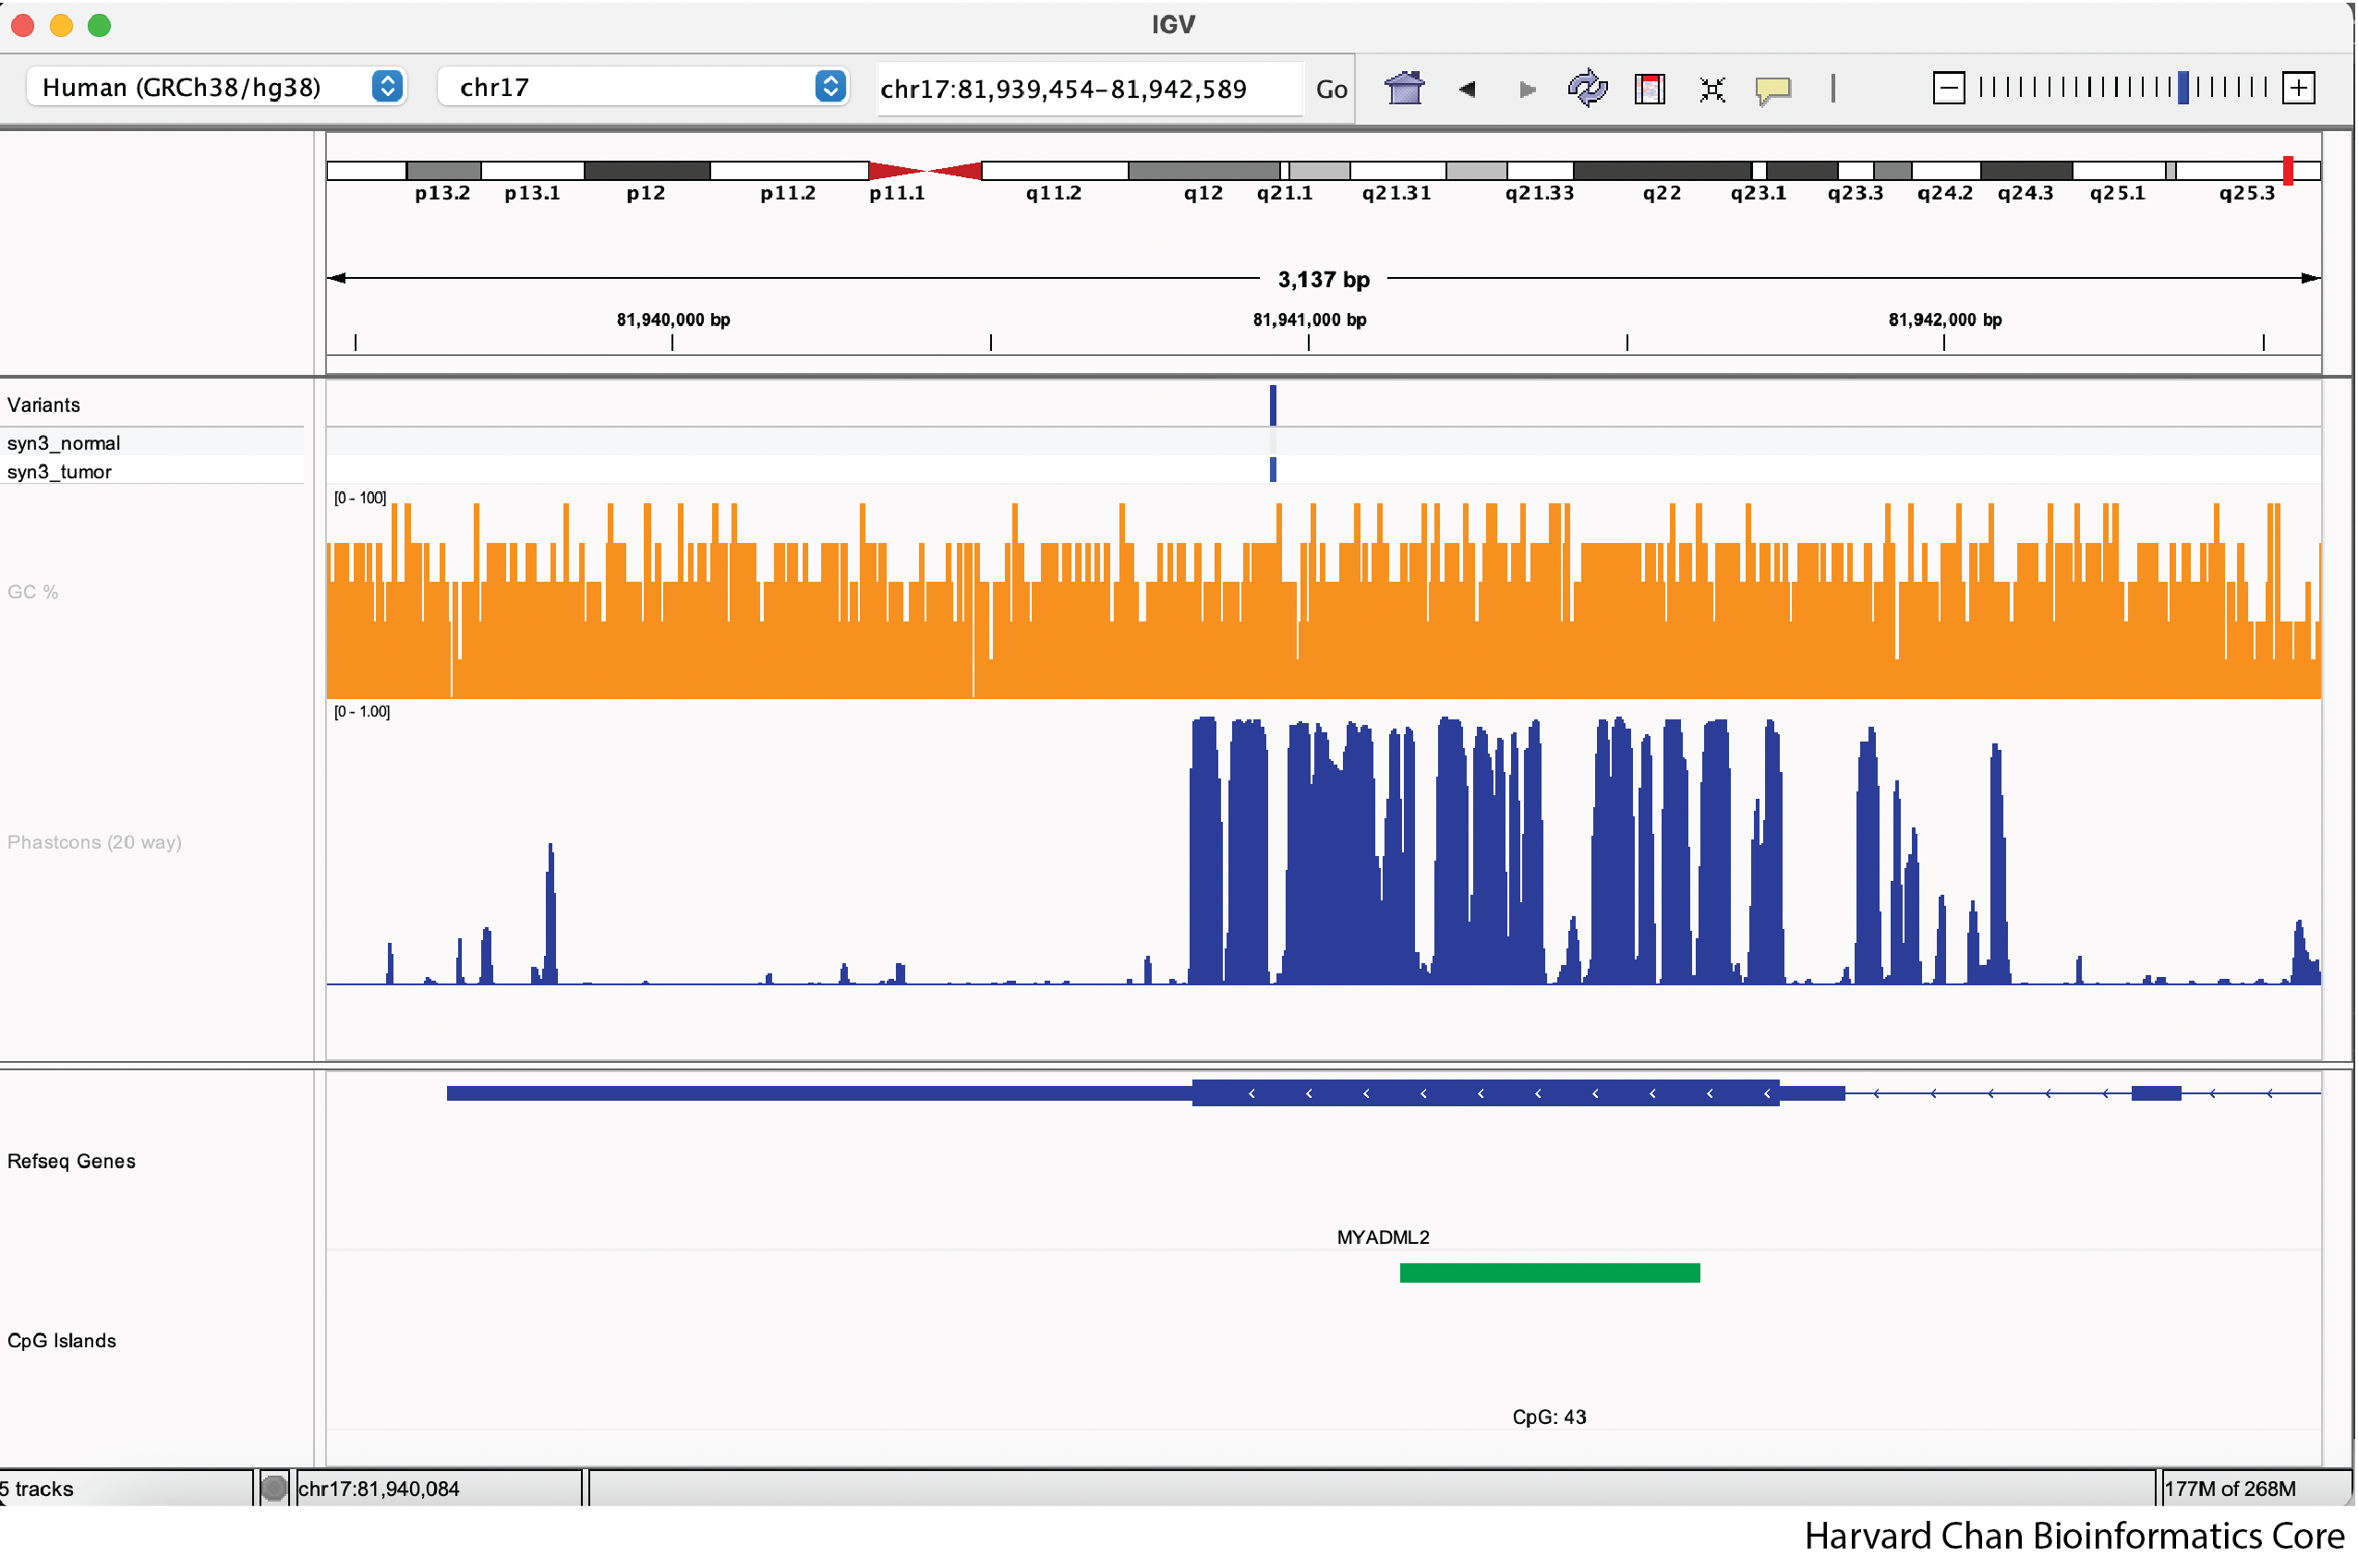 IGV
Human (GRCh38/hg38) chr17 chr17:81,939,454-81,942,589 Go
p13.2 p13.1 p12 p11.2 p11.1 q11.2 q12 q21.1 q21.31 q21.33 q22 q23.1 q23.3 q24.2 q24.3 q25.1 q25.3
3,137 bp
81,940,000 bp 81,941,000 bp 81,942,000 bp
Variants
syn3_normal
syn3_tumor
[0 - 100]
GC %
[0 - 1.00]
Phastcons (20 way)
Refseq Genes
MYADML2
CpG Islands
CpG: 43
5 tracks chr17:81,940,084 177M of 268M
Harvard Chan Bioinformatics Core